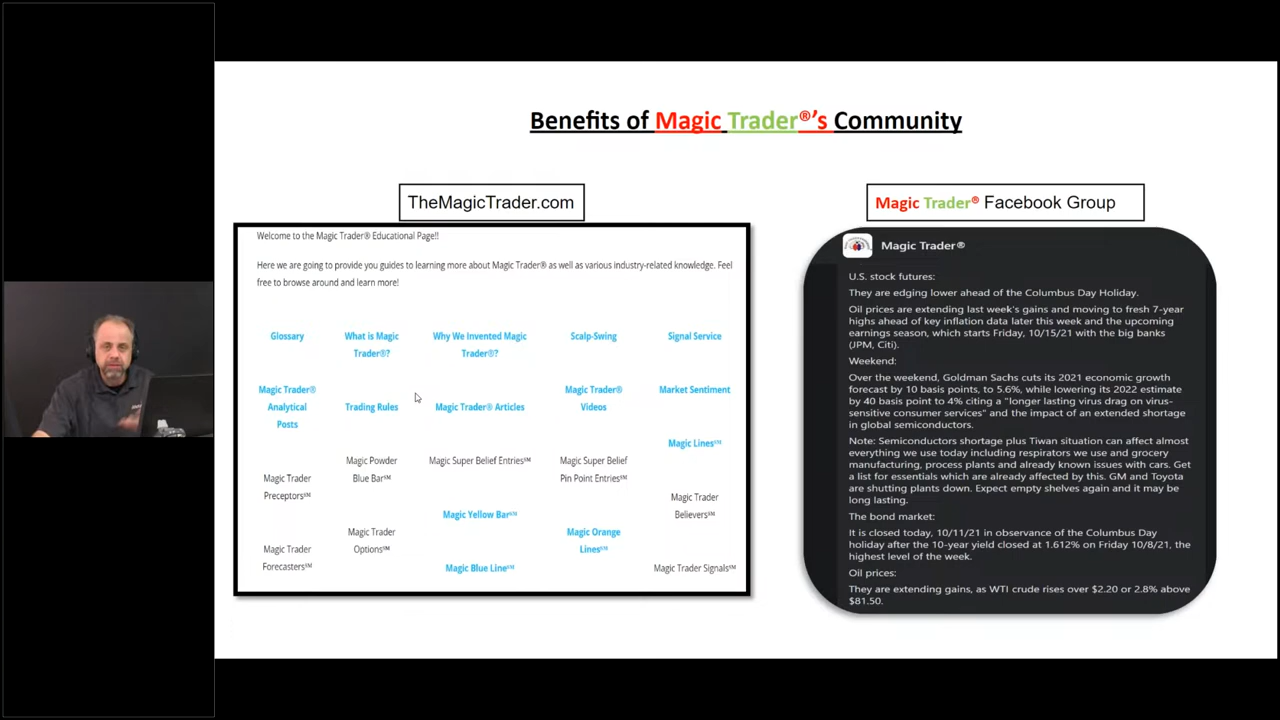 Benefits of Magic Trader®'s Community
TheMagicTrader.com
Welcome to the Magic Trader® Educational Page!!
Here we are going to provide you guides to learning more about Magic Trader® as well as various industry-related knowledge. Feel
free to browse around and learn more!
Glossary
What is Magic
Trader®?
Why We Invented Magic
Trader®?
Scalp-Swing
Signal Service
Magic Trader®
Analytical
Posts
Trading Rules
Magic Trader® Articles
Magic Trader®
Videos
Market Sentiment
Magic Lines℠
Magic Trader
Preceptors℠
Magic Powder
Blue Bar℠
Magic Super Belief Entries℠
Magic Super Belief
Pin Point Entries℠
Magic Trader
Believers℠
Magic Yellow Bar℠
Magic Trader
Forecasters℠
Magic Trader
Options℠
Magic Blue Line℠
Magic Orange
Lines℠
Magic Trader Signals℠
Magic Trader® Facebook Group
Magic Trader®
U.S. stock futures:
They are edging lower ahead of the Columbus Day Holiday.
Oil prices are extending last week's gains and moving to fresh 7-year
highs ahead of key inflation data later this week and the upcoming
earnings season, which starts Friday, 10/15/21 with the big banks
(JPM, Citi).
Weekend:
Over the weekend, Goldman Sachs cuts its 2021 economic growth
forecast by 10 basis points, to 5.6%, while lowering its 2022 estimate
by 40 basis point to 4% citing a "longer lasting virus drag on virus-
sensitive consumer services" and the impact of an extended shortage
in global semiconductors.
Note: Semiconductors shortage plus Tiwan situation can affect almost
everything we use today including respirators we use and grocery
manufacturing, process plants and already known issues with cars. Get
a list for essentials which are already affected by this. GM and Toyota
are shutting plants down. Expect empty shelves again and it may be
long lasting.
The bond market:
It is closed today, 10/11/21 in observance of the Columbus Day
holiday after the 10-year yield closed at 1.612% on Friday 10/8/21, the
highest level of the week.
Oil prices:
They are extending gains, as WTI crude rises over $2.20 or 2.8% above
$81.50.